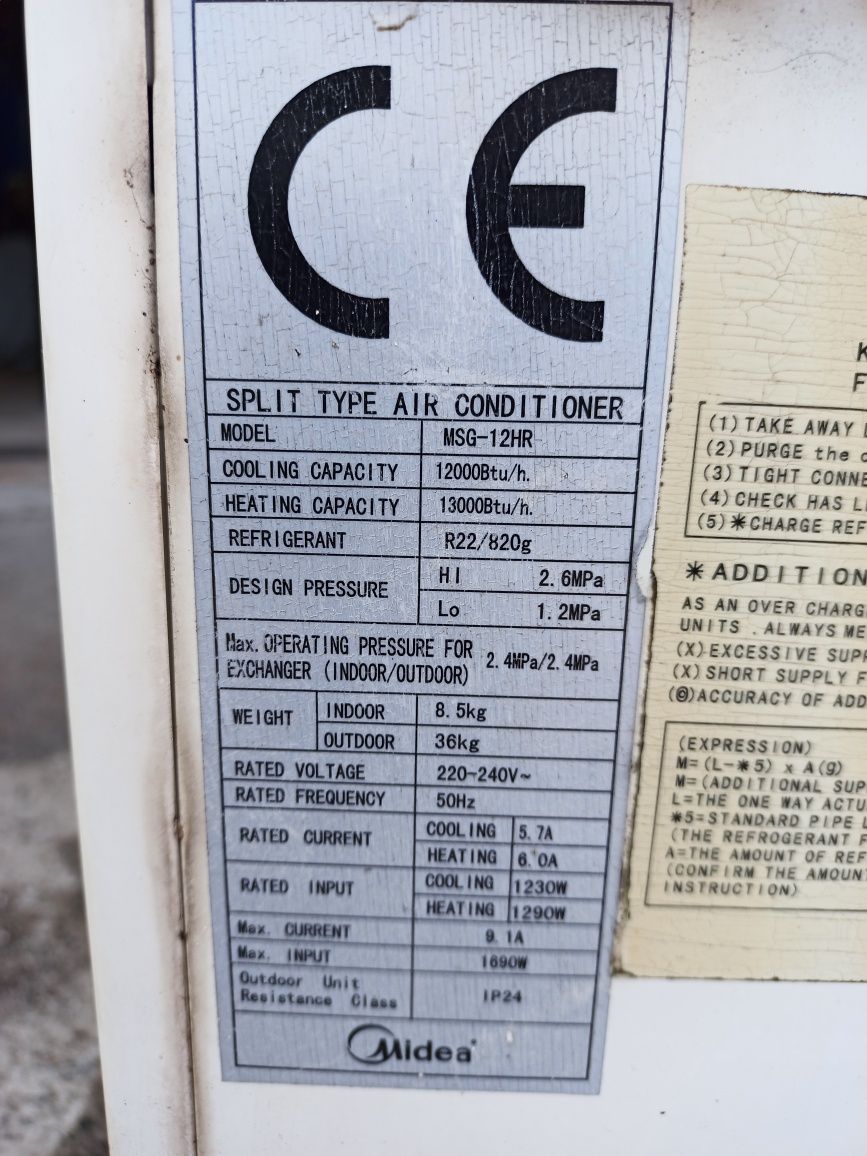 CE
SPLIT TYPE AIR CONDITIONER
MODEL MSG-12HR
COOLING CAPACITY 12000Btu/h.
HEATING CAPACITY 13000Btu/h.
REFRIGERANT R22/820g
DESIGN PRESSURE HI 2.6MPa
Lo 1.2MPa
Max. OPERATING PRESSURE FOR
EXCHANGER (INDOOR/OUTDOOR) 2.4MPa/2.4MPa
WEIGHT INDOOR 8.5kg
OUTDOOR 36kg
RATED VOLTAGE 220-240V~
RATED FREQUENCY 50Hz
RATED CURRENT COOLING 5.7A
HEATING 6.0A
RATED INPUT COOLING 1230W
HEATING 1290W
Max. CURRENT 9.1A
Max. INPUT 1690W
Outdoor Unit
Resistance Class IP24
Midea
K
F
(1) TAKE AWAY
(2) PURGE the
(3) TIGHT CONNE
(4) CHECK HAS
(5) *CHARGE REF
*ADDITION
AS AN OVER CHARG
UNITS . ALWAYS ME
(X) EXCESSIVE SUPP
(X) SHORT SUPPLY F
(◎) ACCURACY OF ADD
(EXPRESSION)
M=(L-*5) x A(g)
M=(ADDITIONAL SUP
L=THE ONE WAY ACTU
*5=STANDARD PIPE L
(THE REFROGERANT F
A=THE AMOUNT OF REF
(CONFIRM THE AMOUN
INSTRUCTION)